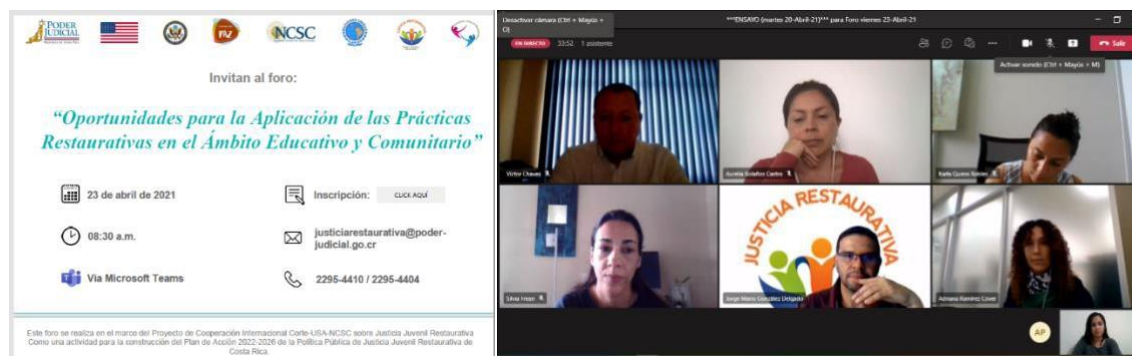 PODER
JUDICIAL
NCSC
Invitan al foro:
“Oportunidades para la Aplicación de las Prácticas
Restaurativas en el Ámbito Educativo y Comunitario”
23 de abril de 2021
Inscripción:
CLICK AQUÍ
08:30 a.m.
justiciarestaurativa@poder-
judicial.go.cr
Via Microsoft Teams
2295-4410 / 2295-4404
Este foro se realiza en el marco del Proyecto de Cooperación Internacional Corte-USA-NCSC sobre Justicia Juvenil Restaurativa
Como una actividad para la construcción del Plan de Acción 2022-2026 de la Política Pública de Justicia Juvenil Restaurativa de
Costa Rica.
Desactivar cámara (Ctrl + Mayús +
O)
***ENSAYO (martes 20-Abril-21)*** para Foro viernes 23-Abril-21
EN DIRECTO
33:52
1 asistente
Salir
Activar sonido (Ctrl + Mayús + M)
Víctor Chaves
Aurelia Bolaños Castro
Karla Quiros
Silvia
JUSTICIA RESTAURATIVA
Jorge Mario González Delgado
Adriana Ramírez Cover
AP